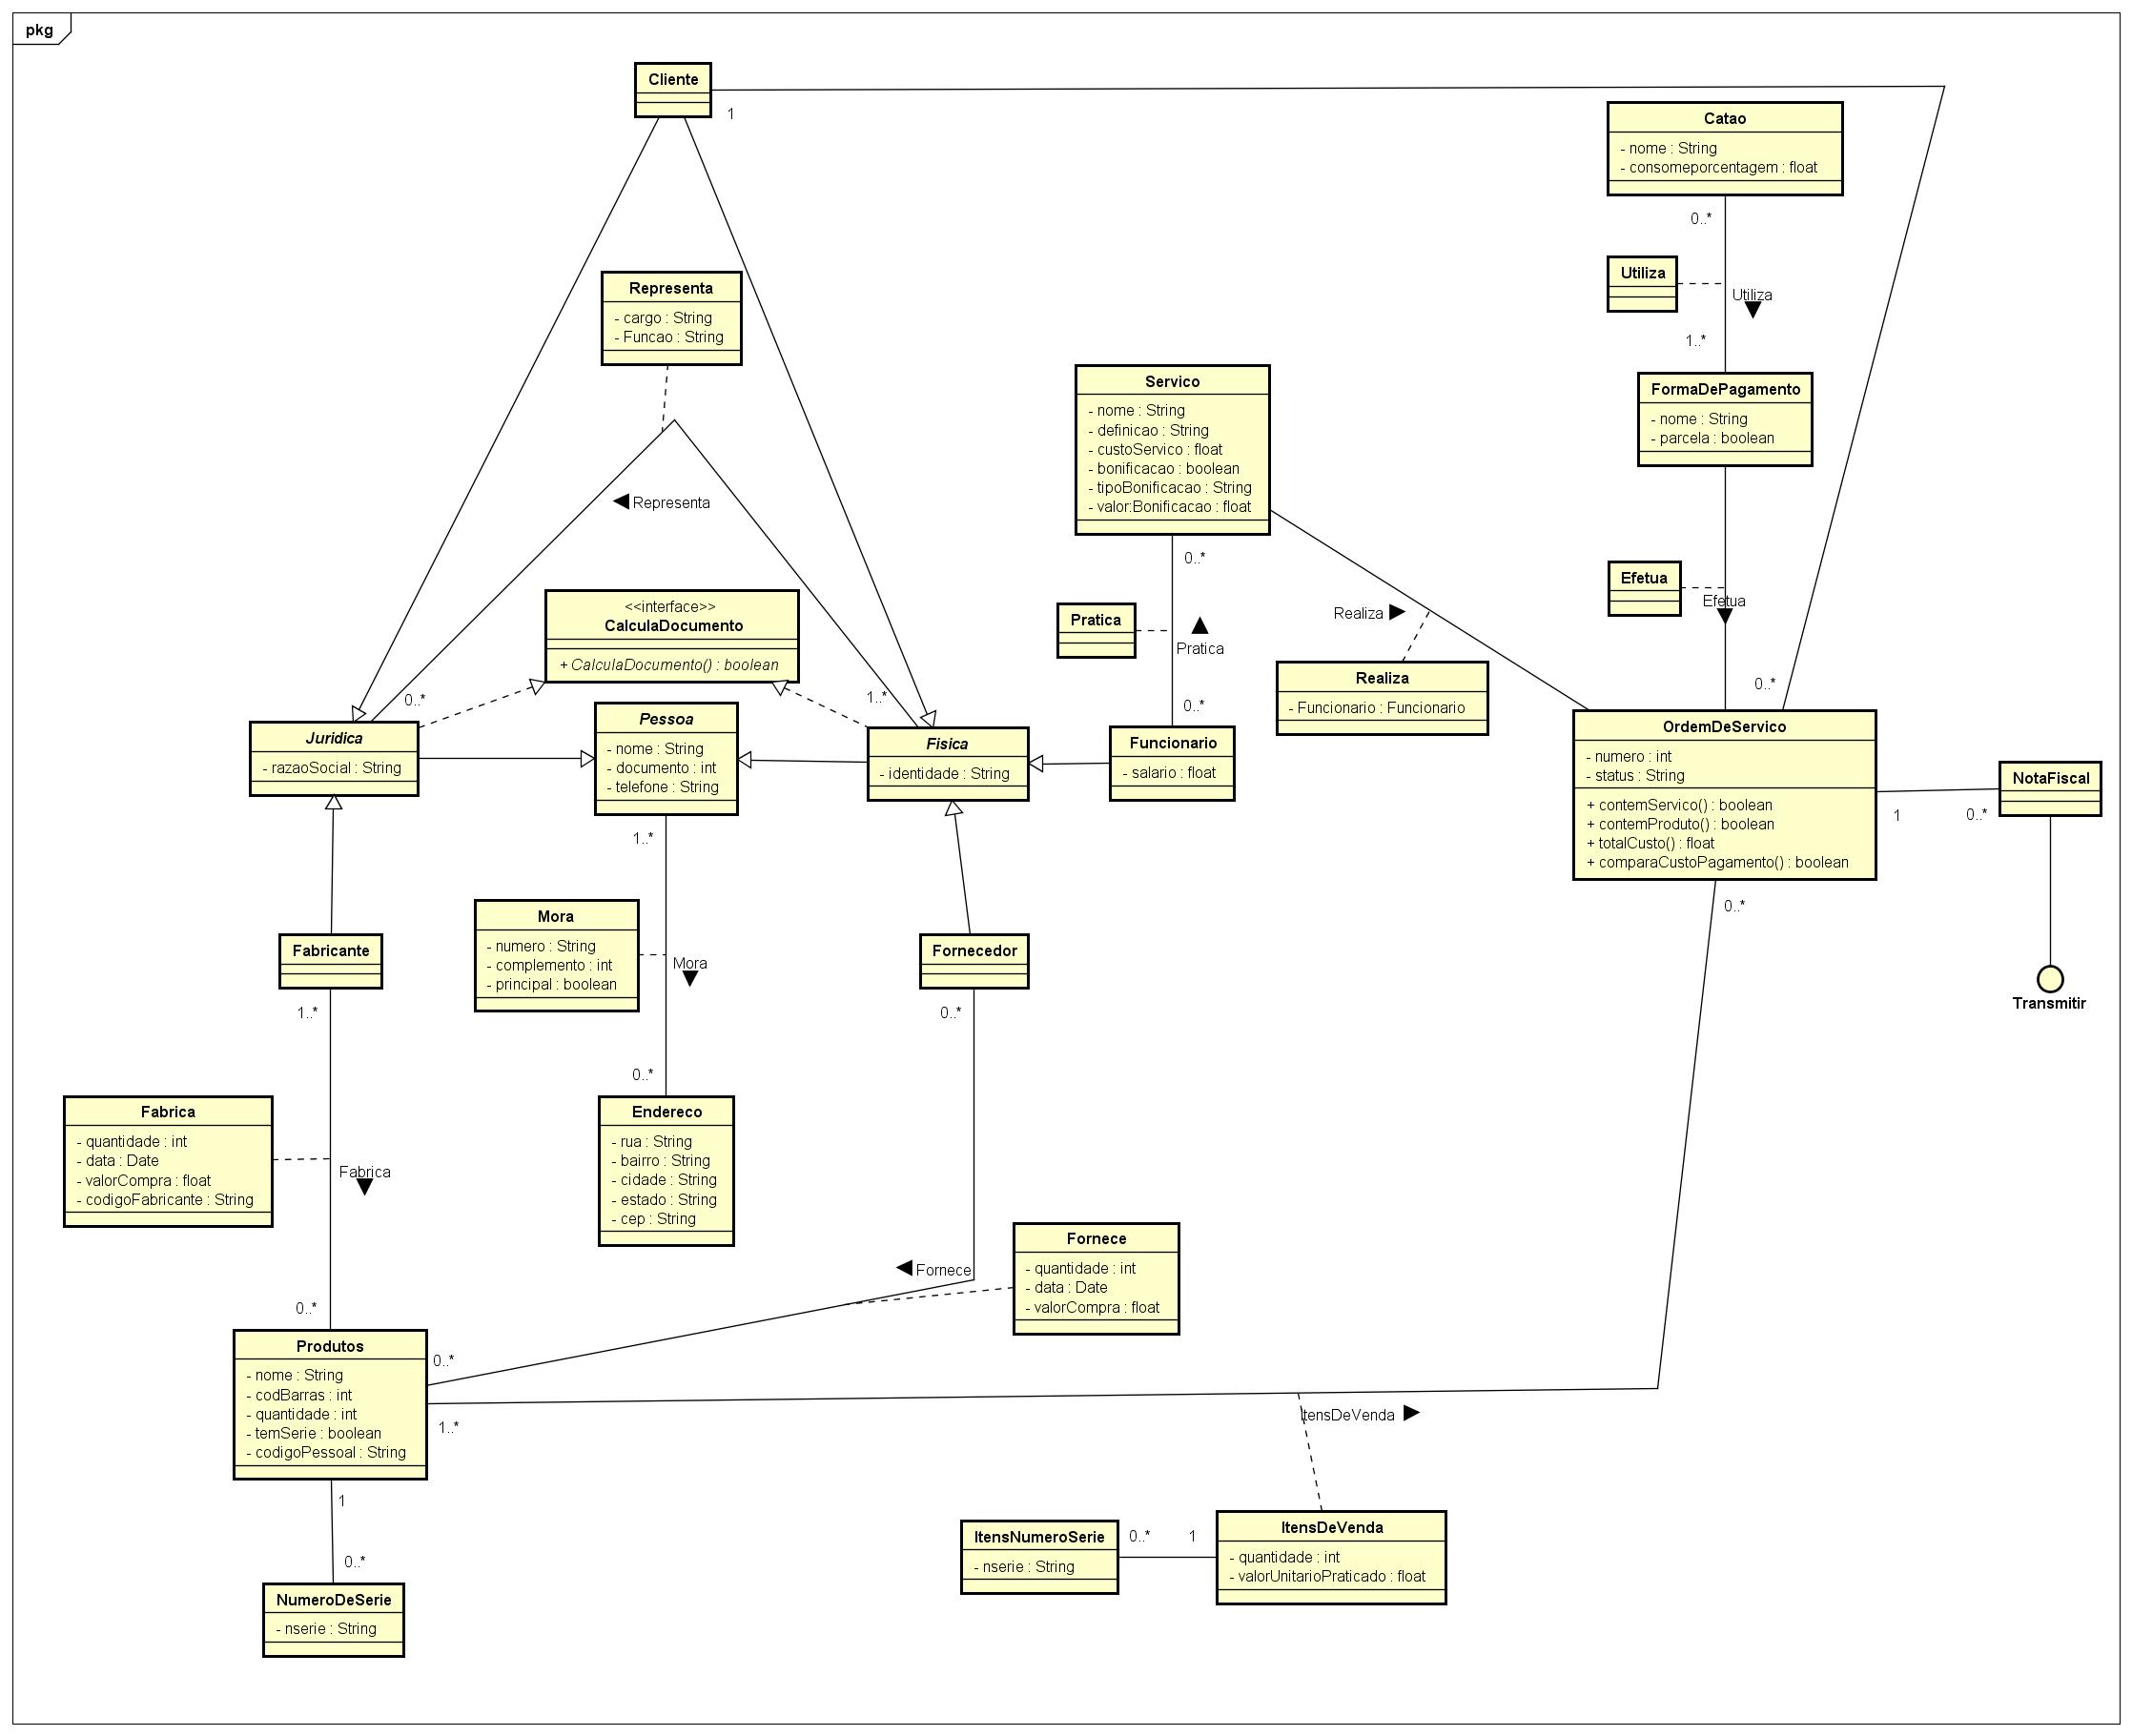 pkg
Cliente
1
Catao
- nome : String
- consomeporcentagem : float
0..*
Utiliza
Utiliza
1..*
Representa
- cargo : String
- Funcao : String
Representa
Servico
- nome : String
- definicao : String
- custoServico : float
- bonificacao : boolean
- tipoBonificacao : String
- valor:Bonificacao : float
FormaDePagamento
- nome : String
- parcela : boolean
0..*
Pratica
Pratica
0..*
Realiza
Realiza
- Funcionario : Funcionario
Efetua
Efetua
0..*
<<interface>>
CalculaDocumento
+ CalculaDocumento() : boolean
0..*
1..*
Juridica
- razaoSocial : String
Pessoa
- nome : String
- documento : int
- telefone : String
Fisica
- identidade : String
Funcionario
- salario : float
OrdemDeServico
- numero : int
- status : String
+ contemServico() : boolean
+ contemProduto() : boolean
+ totalCusto() : float
+ comparaCustoPagamento() : boolean
1
0..*
NotaFiscal
Transmitir
0..*
1..*
Mora
- numero : String
- complemento : int
- principal : boolean
Mora
0..*
Fabricante
1..*
Fornecedor
0..*
Fabrica
- quantidade : int
- data : Date
- valorCompra : float
- codigoFabricante : String
Fabrica
0..*
Endereco
- rua : String
- bairro : String
- cidade : String
- estado : String
- cep : String
Fornece
Fornece
- quantidade : int
- data : Date
- valorCompra : float
Produtos
- nome : String
- codBarras : int
- quantidade : int
- temSerie : boolean
- codigoPessoal : String
0..*
1..*
ItensDeVenda
1
0..*
NumeroDeSerie
- nserie : String
ItensNumeroSerie
- nserie : String
0..*
1
ItensDeVenda
- quantidade : int
- valorUnitarioPraticado : float